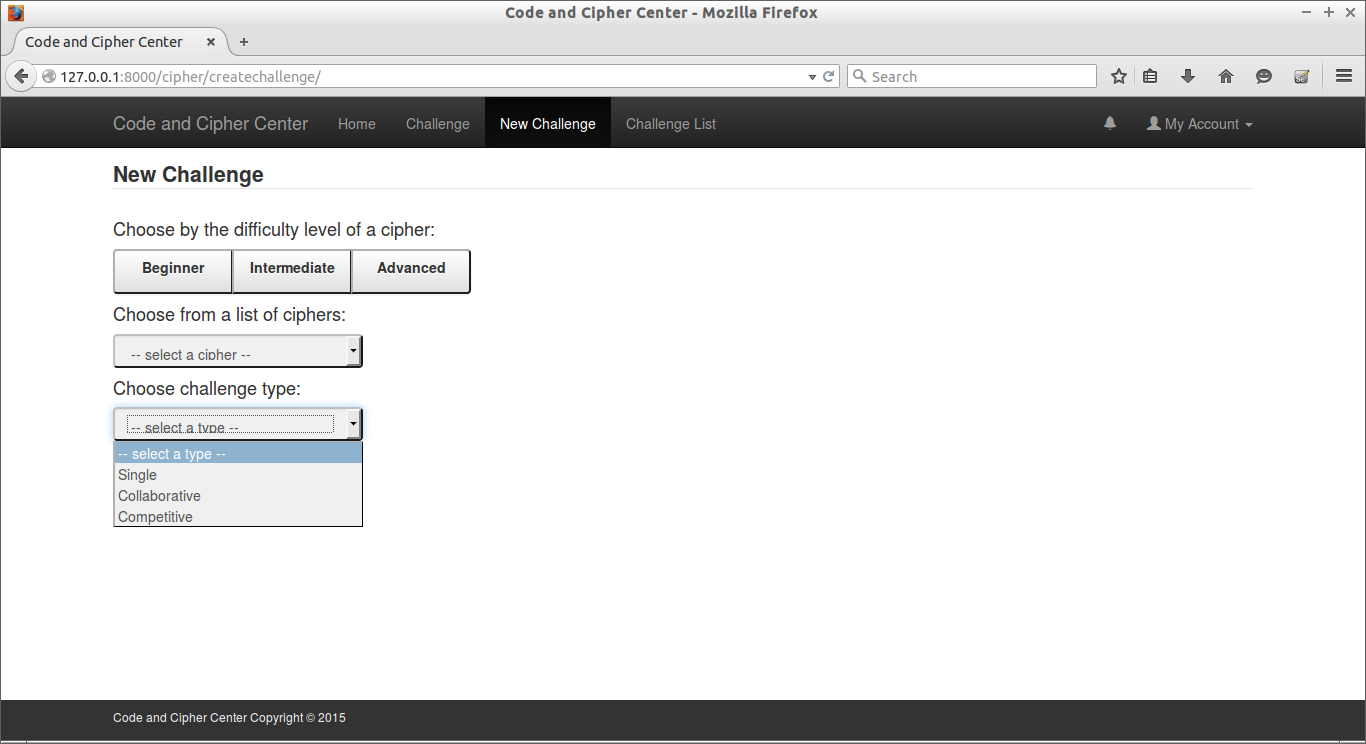 Code and Cipher Center - Mozilla Firefox
Code and Cipher Center
127.0.0.1:8000/cipher/createchallenge/
Search
Code and Cipher Center Home Challenge New Challenge Challenge List My Account
New Challenge
Choose by the difficulty level of a cipher:
Beginner Intermediate Advanced
Choose from a list of ciphers:
-- select a cipher --
Choose challenge type:
-- select a type --
-- select a type --
Single
Collaborative
Competitive
Code and Cipher Center Copyright © 2015